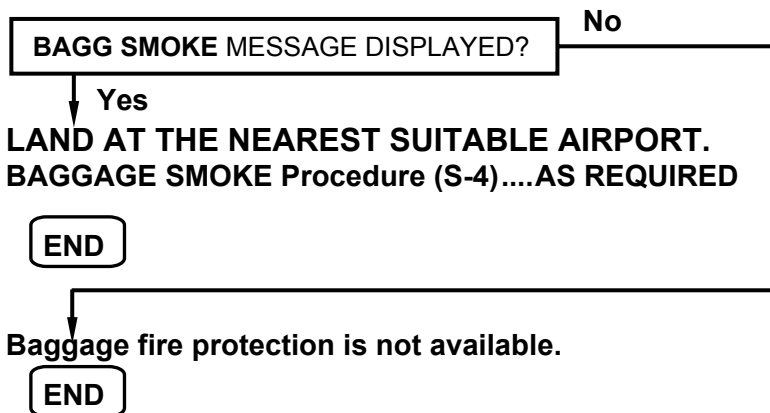 No
BAGG SMOKE MESSAGE DISPLAYED?
Yes
LAND AT THE NEAREST SUITABLE AIRPORT.
BAGGAGE SMOKE Procedure (S-4)....AS REQUIRED
END
Baggage fire protection is not available.
END